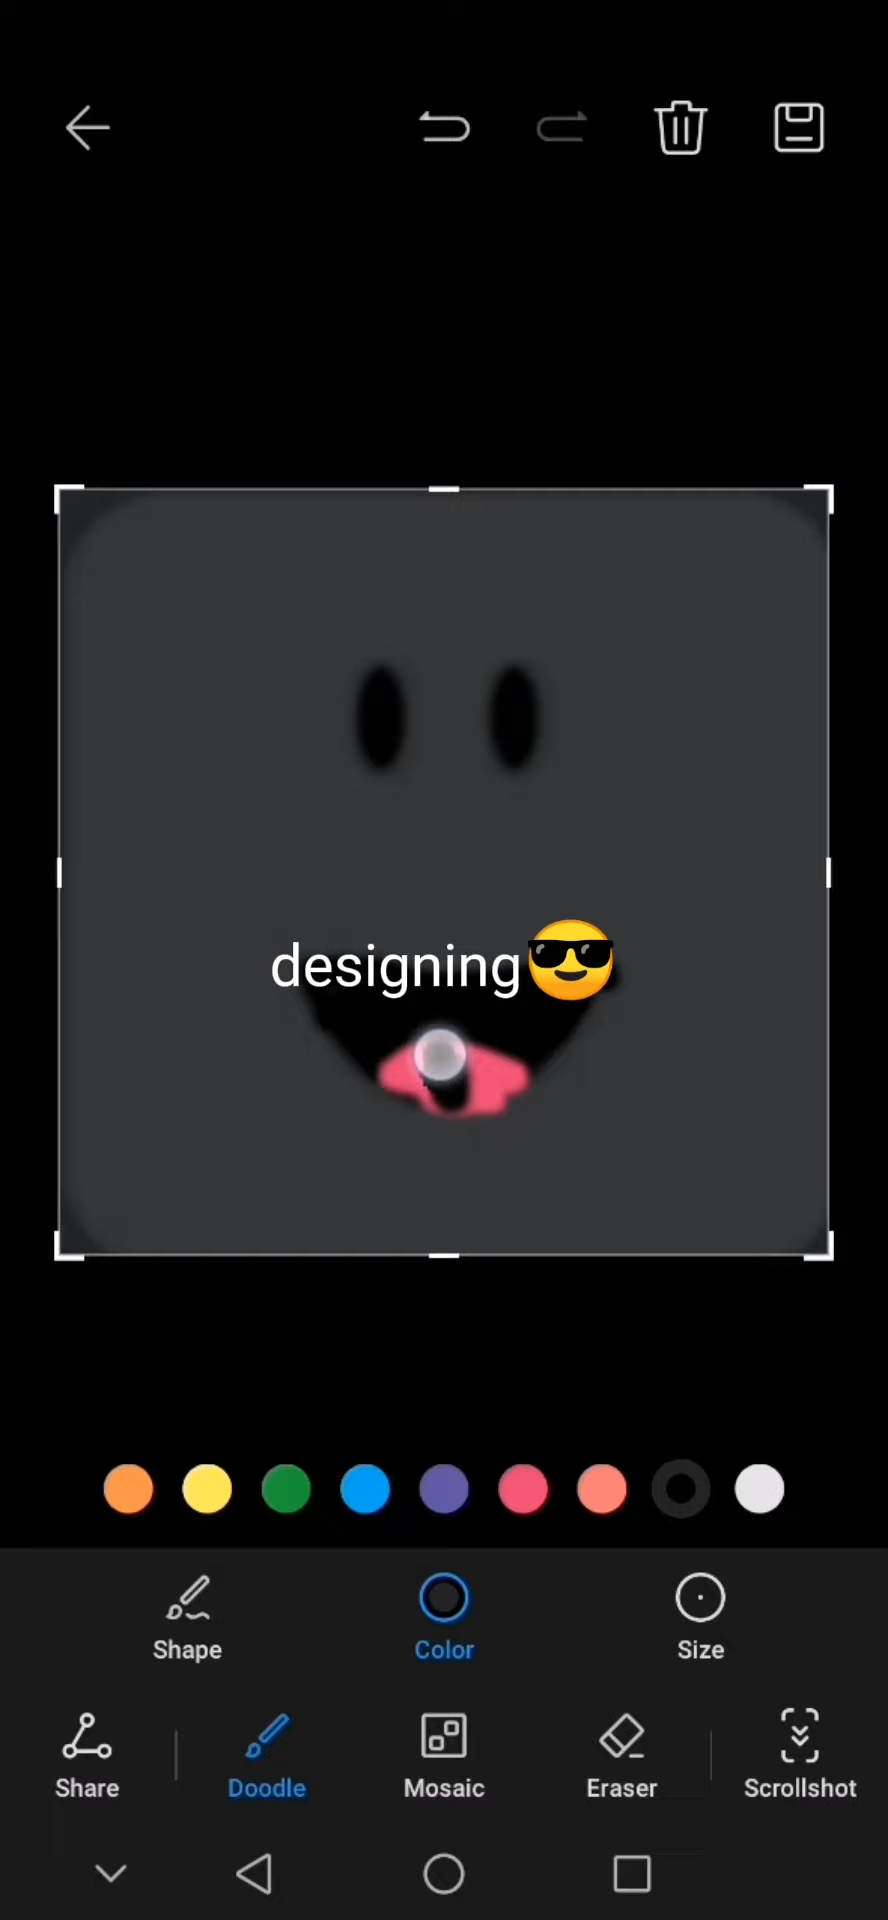 designing😎
Shape
Color
Size
Share
Doodle
Mosaic
Eraser
Scrollshot